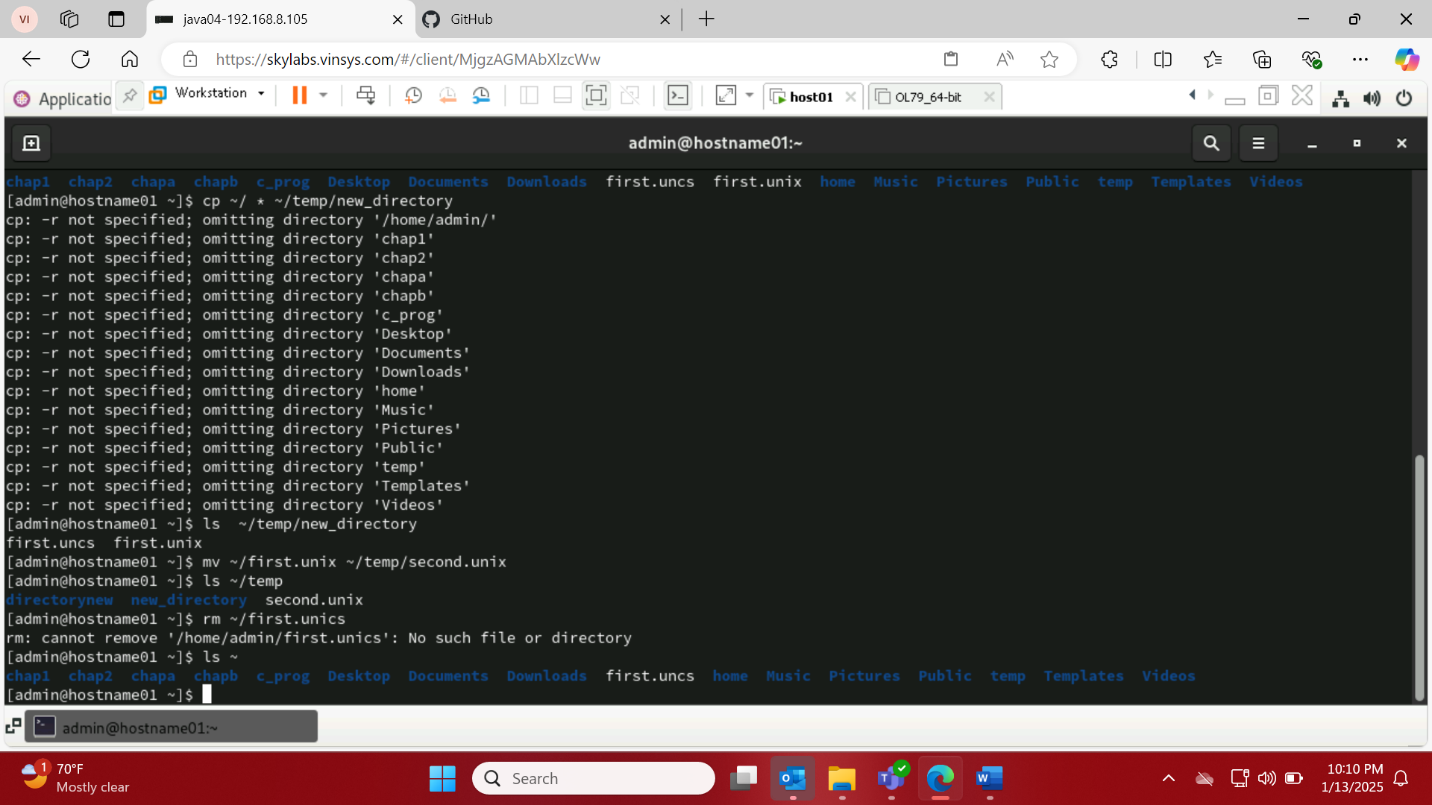 VI
java04-192.168.8.105
GitHub
https://skylabs.vinsys.com/#/client/MjgzAGMAbXlzcWw
Applicatio
Workstation
host01
OL79_64-bit
admin@hostname01:~
chap1 chap2 chapa chapb c_prog Desktop Documents Downloads first.uncs first.unix home Music Pictures Public temp Templates Videos
[admin@hostname01 ~]$ cp ~/ * ~/temp/new_directory
cp: -r not specified; omitting directory '/home/admin/'
cp: -r not specified; omitting directory 'chap1'
cp: -r not specified; omitting directory 'chap2'
cp: -r not specified; omitting directory 'chapa'
cp: -r not specified; omitting directory 'chapb'
cp: -r not specified; omitting directory 'c_prog'
cp: -r not specified; omitting directory 'Desktop'
cp: -r not specified; omitting directory 'Documents'
cp: -r not specified; omitting directory 'Downloads'
cp: -r not specified; omitting directory 'home'
cp: -r not specified; omitting directory 'Music'
cp: -r not specified; omitting directory 'Pictures'
cp: -r not specified; omitting directory 'Public'
cp: -r not specified; omitting directory 'temp'
cp: -r not specified; omitting directory 'Templates'
cp: -r not specified; omitting directory 'Videos'
[admin@hostname01 ~]$ ls  ~/temp/new_directory
first.uncs first.unix
[admin@hostname01 ~]$ mv ~/first.unix ~/temp/second.unix
[admin@hostname01 ~]$ ls ~/temp
directorynew new_directory second.unix
[admin@hostname01 ~]$ rm ~/first.unics
rm: cannot remove '/home/admin/first.unics': No such file or directory
[admin@hostname01 ~]$ ls ~
chap1 chap2 chapa chapb c_prog Desktop Documents Downloads first.uncs home Music Pictures Public temp Templates Videos
[admin@hostname01 ~]$
admin@hostname01:~
1
70°F
Mostly clear
Search
10:10 PM
1/13/2025